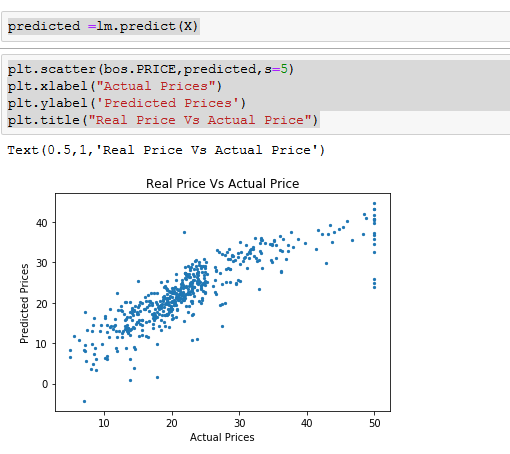 predicted =lm.predict(X)
plt.scatter(bos.PRICE,predicted,s=5)
plt.xlabel("Actual Prices")
plt.ylabel('Predicted Prices')
plt.title("Real Price Vs Actual Price")
Text(0.5,1,'Real Price Vs Actual Price')
Real Price Vs Actual Price
40
30
20
10
0
Predicted Prices
10 20 30 40 50
Actual Prices